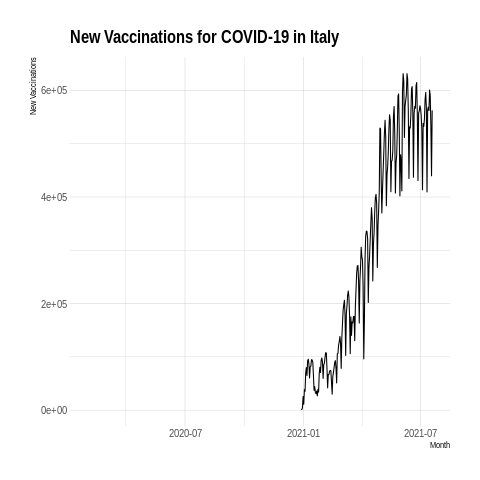 New Vaccinations for COVID-19 in Italy
New Vaccinations
6e+05
4e+05
2e+05
0e+00
2020-07
2021-01
2021-07
Month